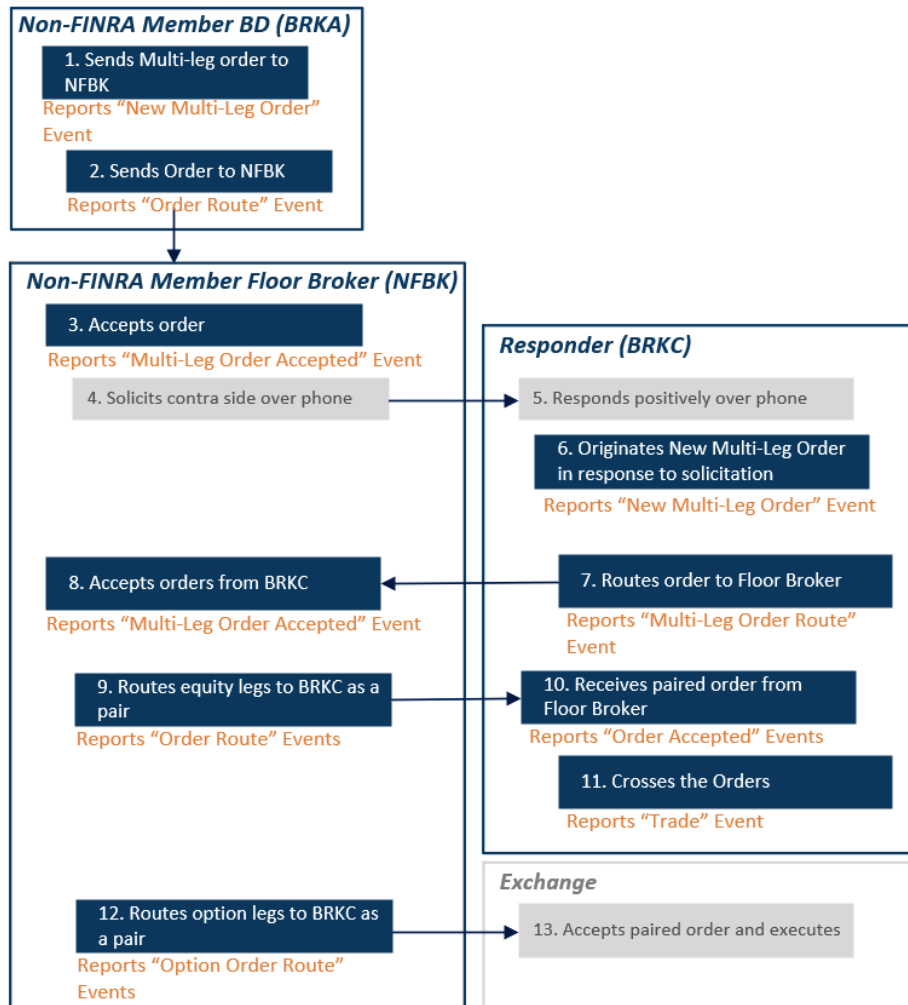 Non-FINRA Member BD (BRKA)
1. Sends Multi-leg order to
NFBK
Reports “New Multi-Leg Order”
Event
2. Sends Order to NFBK
Reports “Order Route” Event
Non-FINRA Member Floor Broker (NFBK)
3. Accepts order
Reports “Multi-Leg Order Accepted” Event
4. Solicits contra side over phone
Responder (BRKC)
5. Responds positively over phone
6. Originates New Multi-Leg Order
in response to solicitation
Reports “New Multi-Leg Order” Event
7. Routes order to Floor Broker
Reports “Multi-Leg Order Route”
Event
8. Accepts orders from BRKC
Reports “Multi-Leg Order Accepted” Event
9. Routes equity legs to BRKC as a
pair
Reports “Order Route” Events
10. Receives paired order from
Floor Broker
Reports “Order Accepted” Events
11. Crosses the Orders
Reports “Trade” Event
12. Routes option legs to BRKC as
a pair
Reports “Option Order Route”
Events
Exchange
13. Accepts paired order and executes